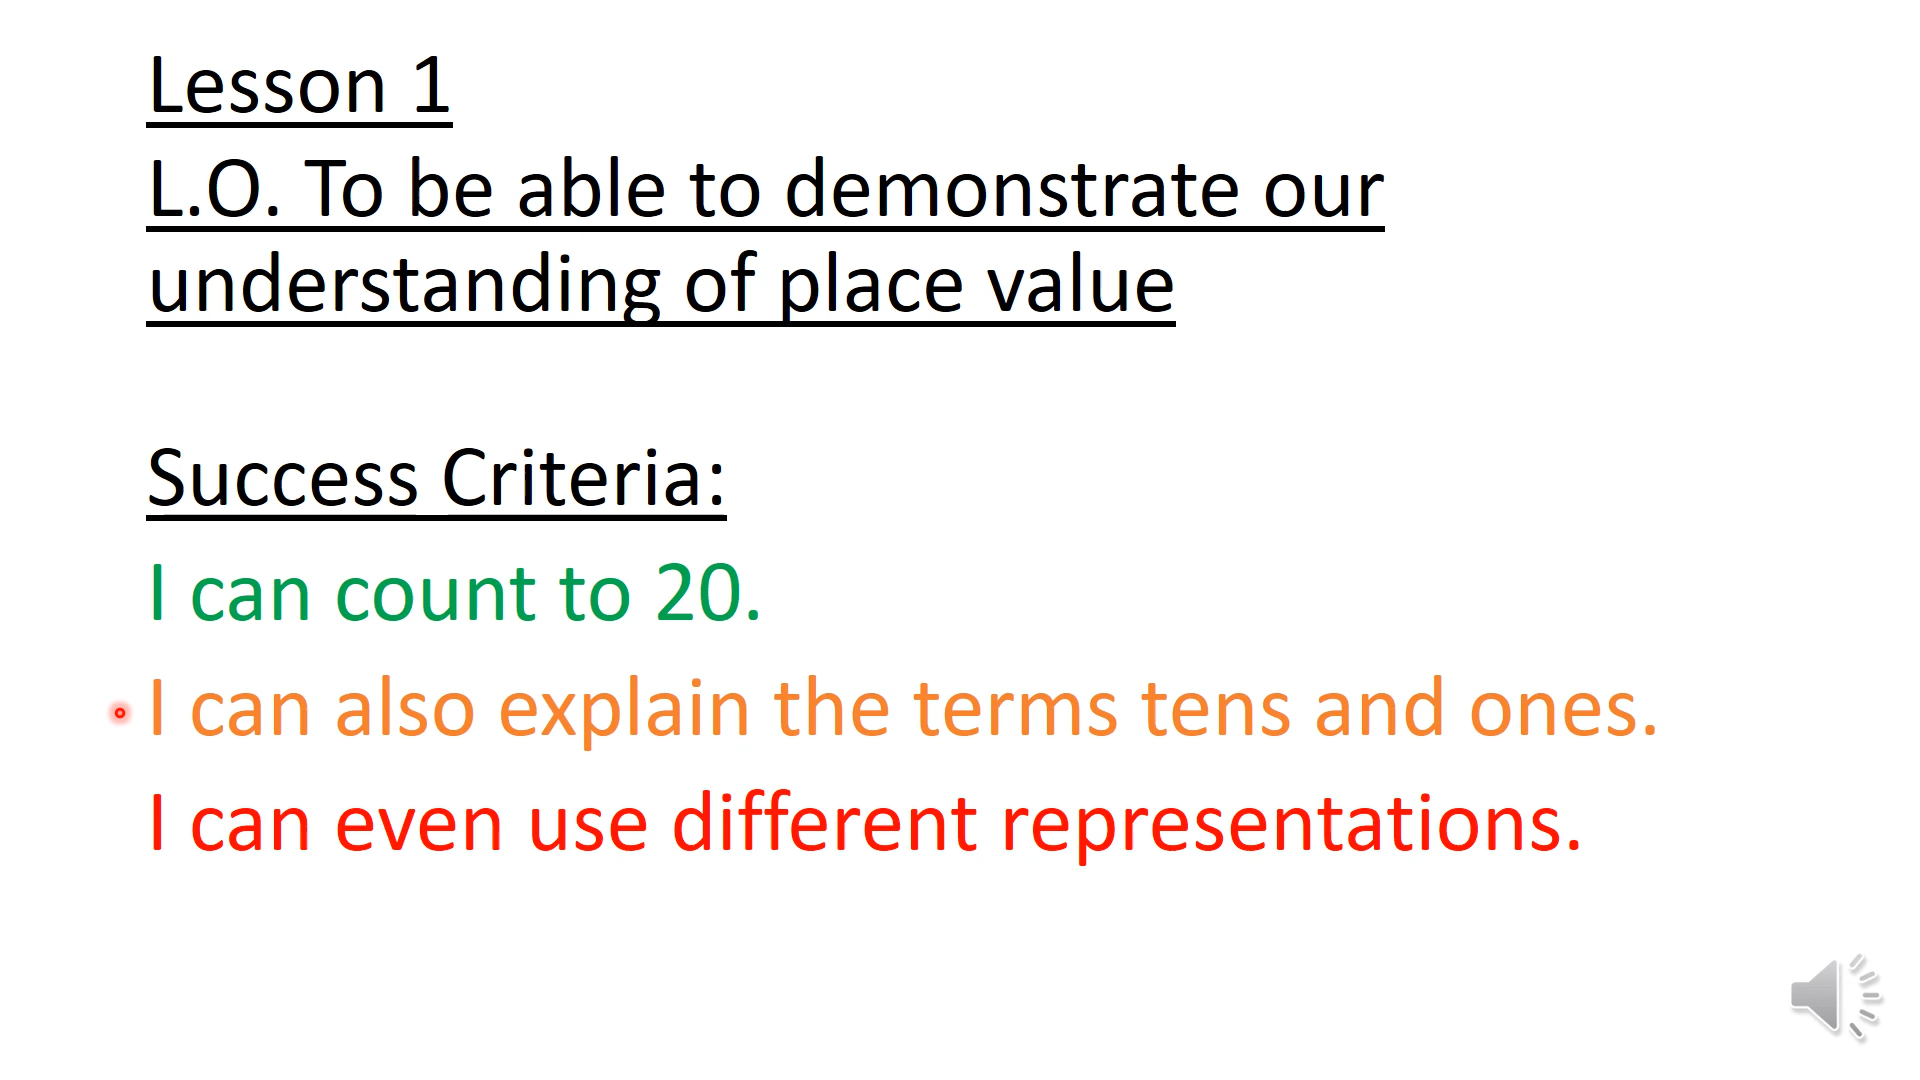 Lesson 1
L.O. To be able to demonstrate our
understanding of place value
Success Criteria:
I can count to 20.
I can also explain the terms tens and ones.
I can even use different representations.